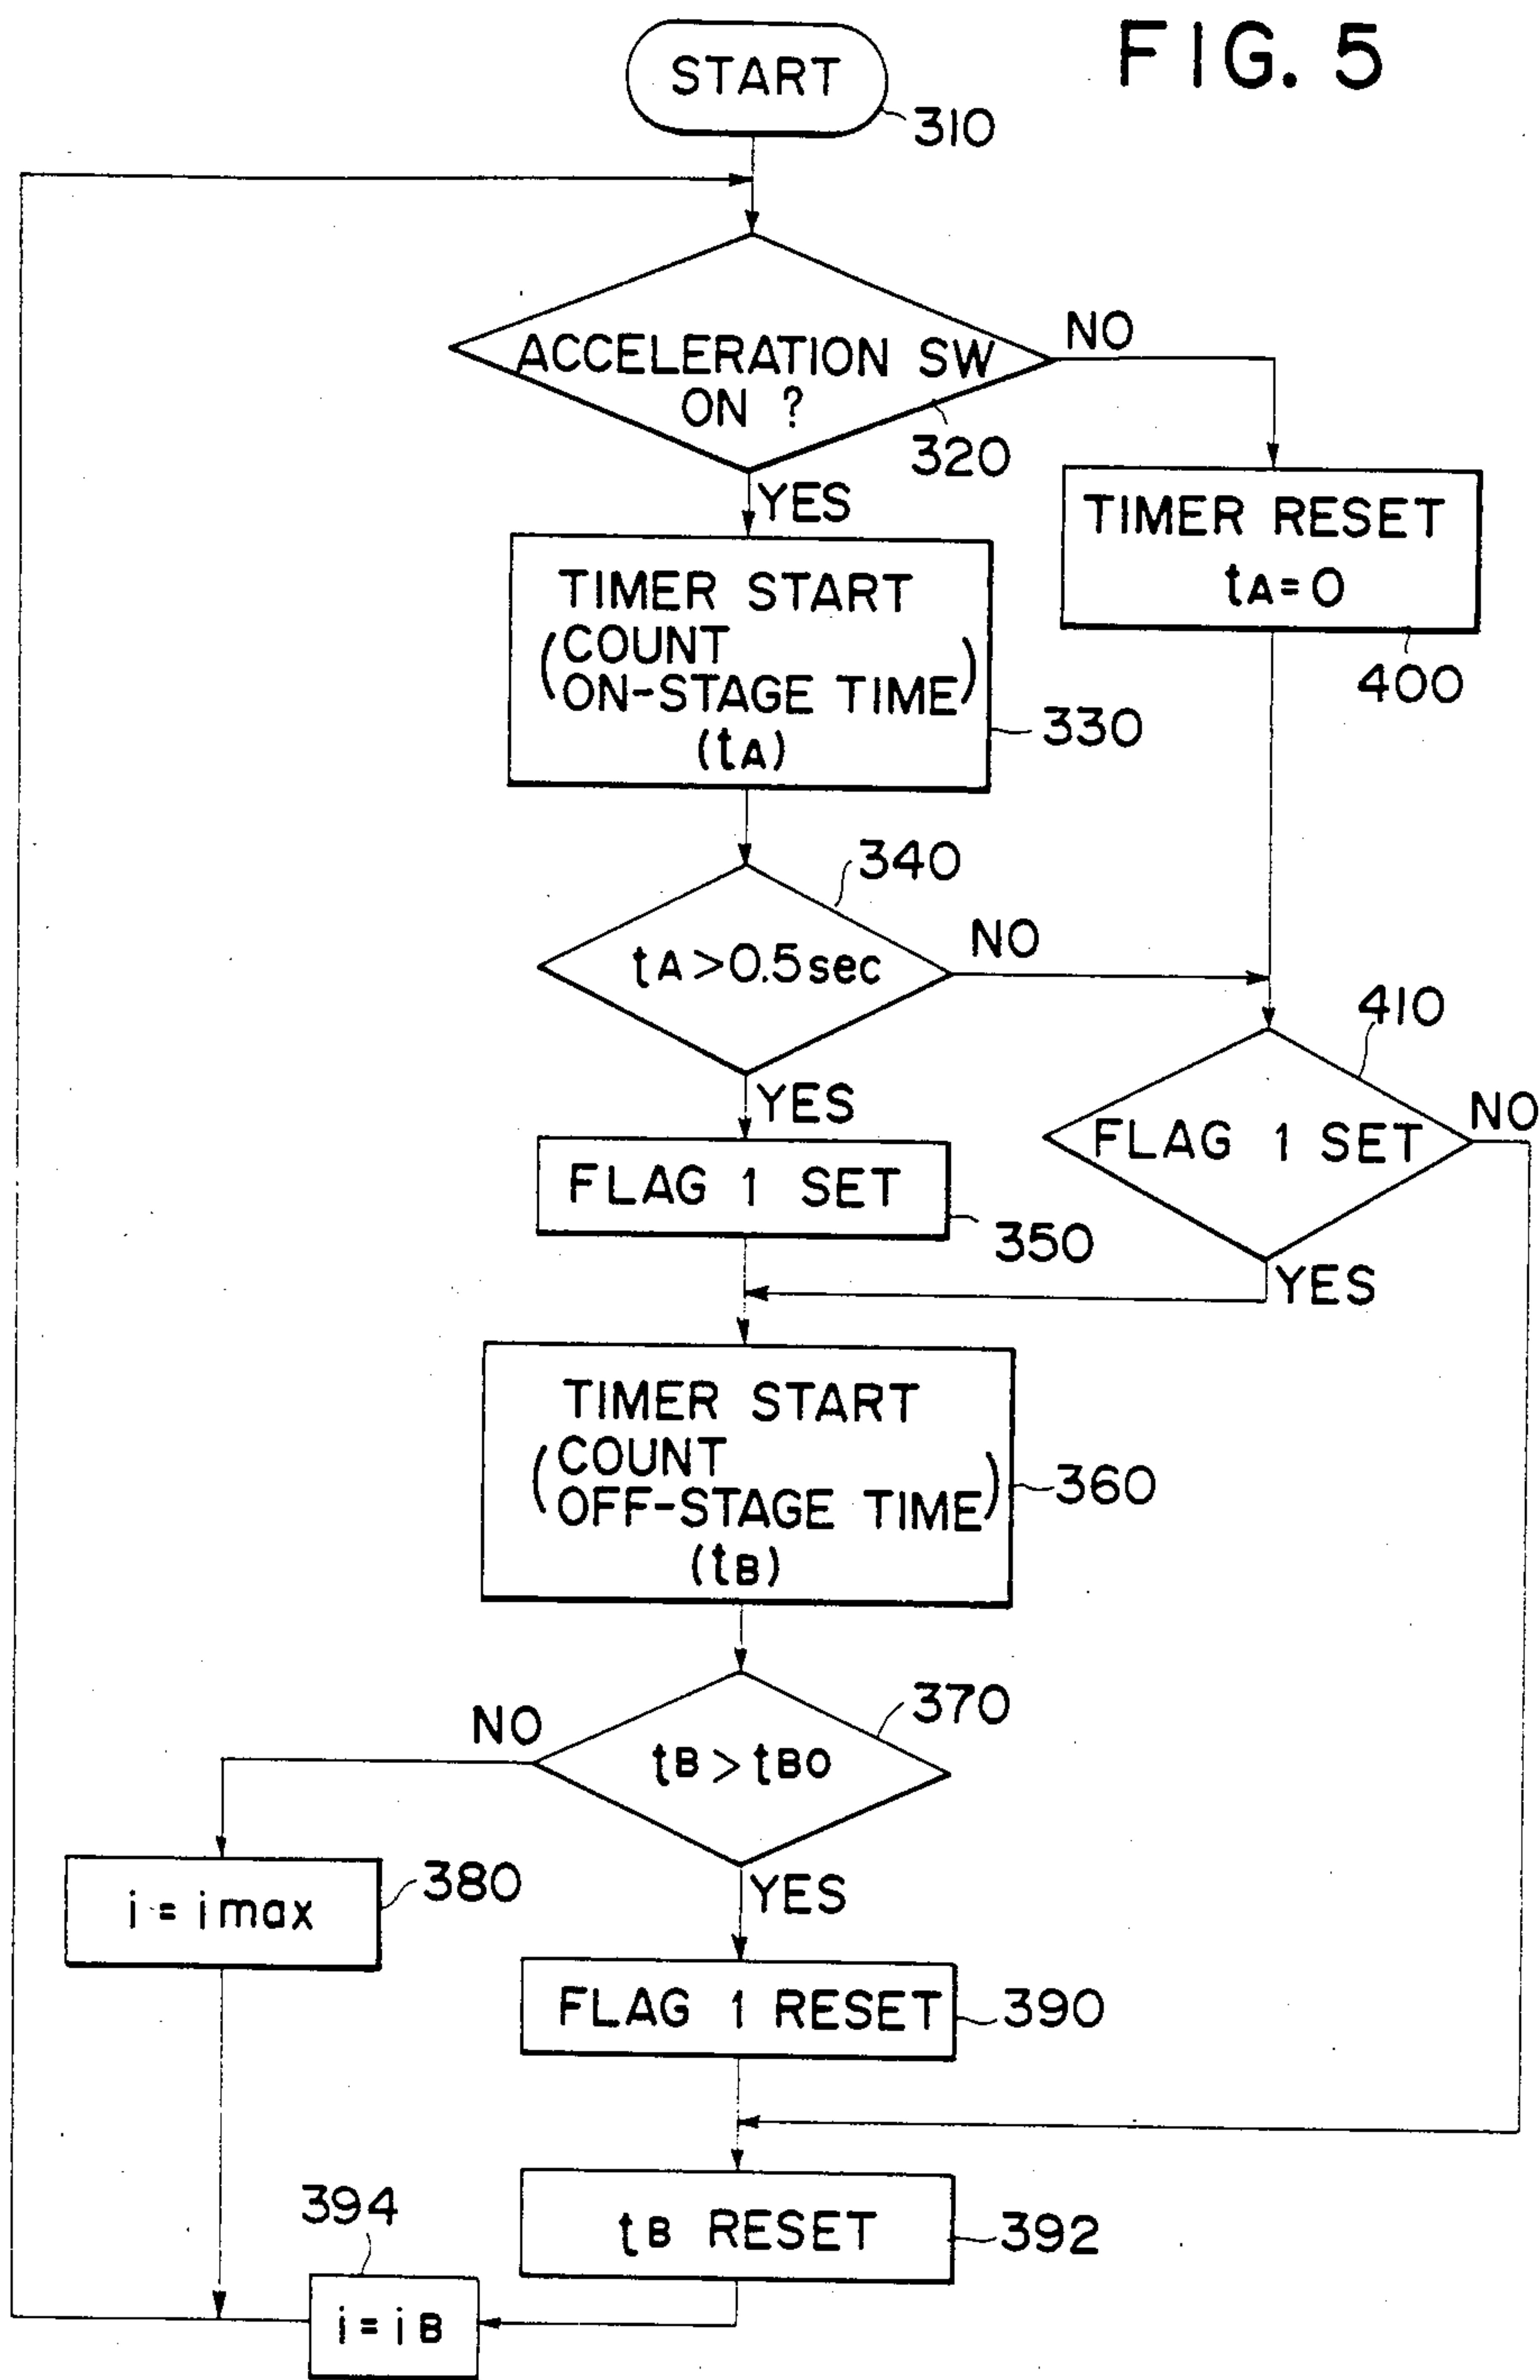 FIG. 5
START
310
ACCELERATION SW
ON ?
320
NO
YES
TIMER RESET
tA=0
400
TIMER START
(COUNT
ON-STAGE TIME)
(tA)
330
340
tA>0.5sec
NO
YES
410
FLAG 1 SET
NO
YES
FLAG 1 SET
350
TIMER START
(COUNT
OFF-STAGE TIME)
(tB)
360
370
tB>tBO
NO
YES
i=imax
380
FLAG 1 RESET
390
tB RESET
392
394
i=iB